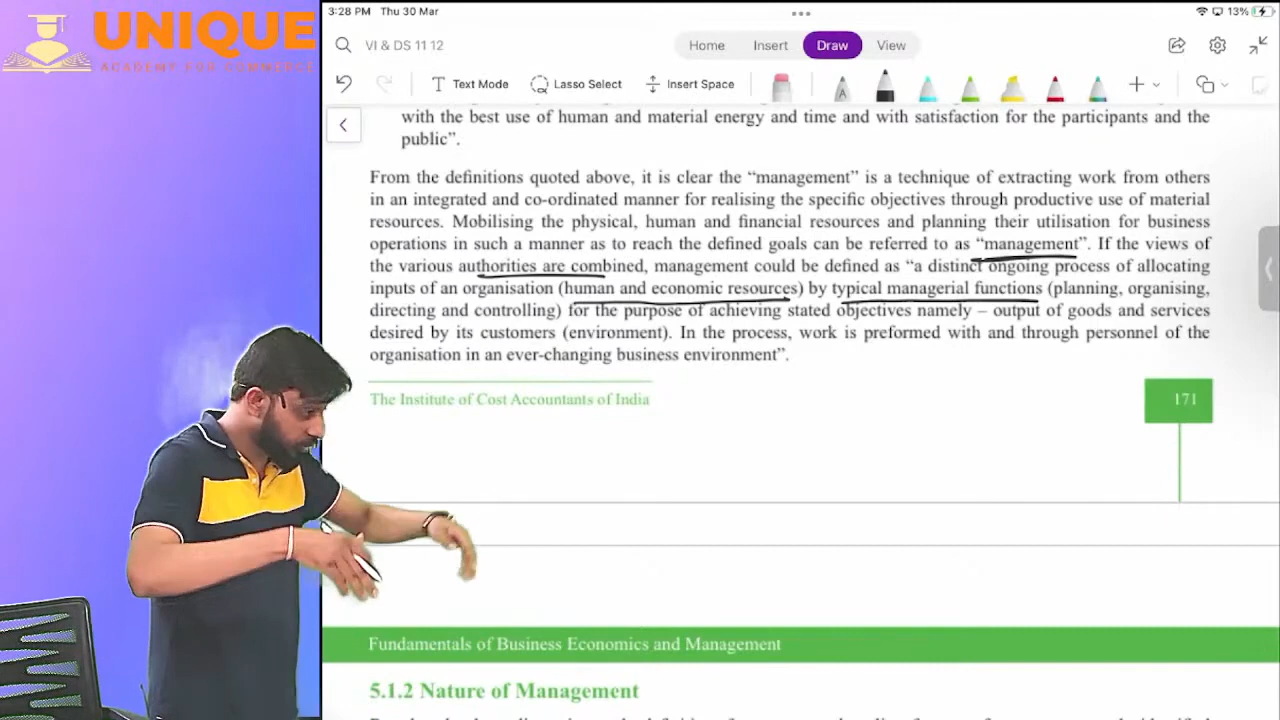 UNIQUE
ACADEMY FOR COMMERCE
3:28 PM Thu 30 Mar
13%
VI & DS 11 12
Home Insert Draw View
Text Mode Lasso Select Insert Space
with the best use of human and material energy and time and with satisfaction for the participants and the
public”.
From the definitions quoted above, it is clear the “management” is a technique of extracting work from others
in an integrated and co-ordinated manner for realising the specific objectives through productive use of material
resources. Mobilising the physical, human and financial resources and planning their utilisation for business
operations in such a manner as to reach the defined goals can be referred to as “management”. If the views of
the various authorities are combined, management could be defined as “a distinct ongoing process of allocating
inputs of an organisation (human and economic resources) by typical managerial functions (planning, organising,
directing and controlling) for the purpose of achieving stated objectives namely – output of goods and services
desired by its customers (environment). In the process, work is preformed with and through personnel of the
organisation in an ever-changing business environment”.
The Institute of Cost Accountants of India
171
Fundamentals of Business Economics and Management
5.1.2 Nature of Management